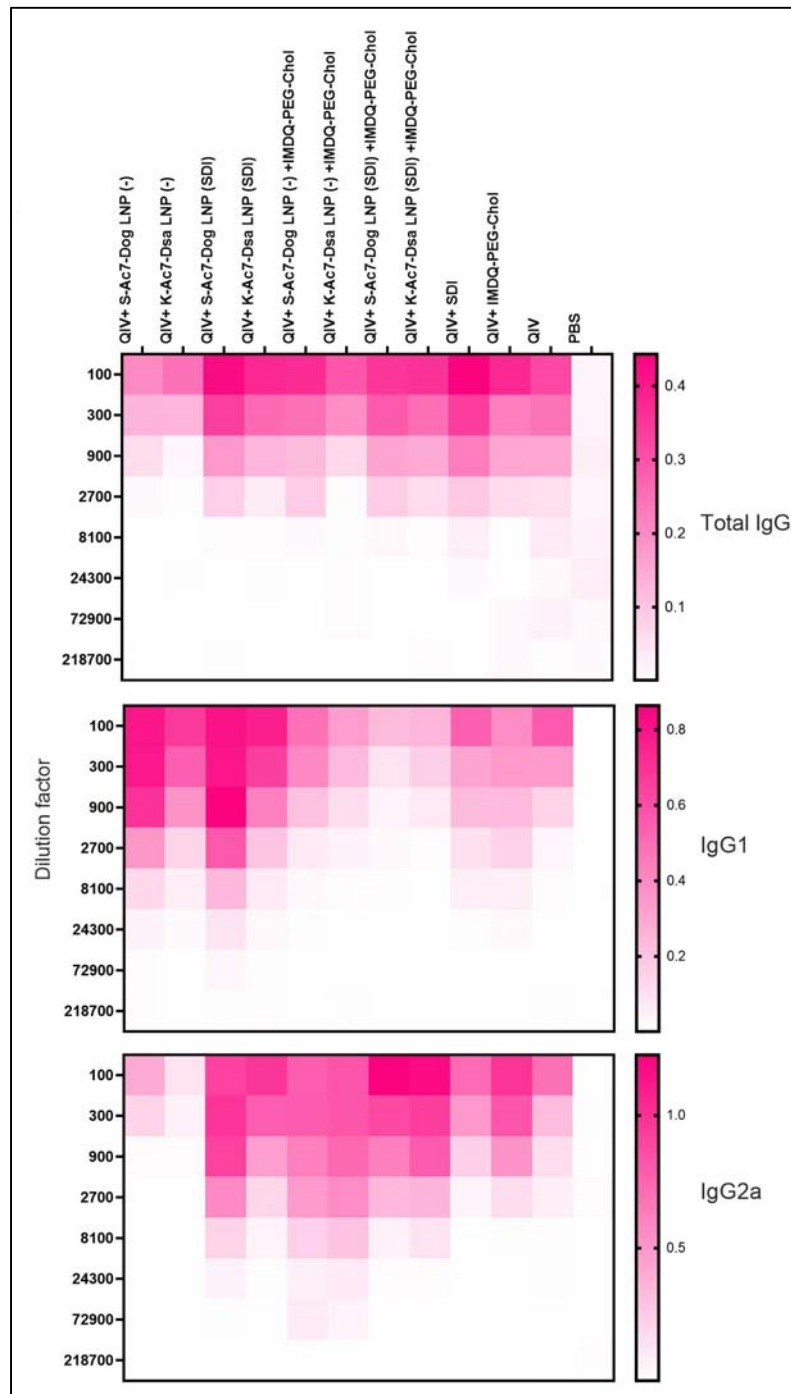 QIV+ S-Ac7-Dog LNP (-)
QIV+ K-Ac7-Dsa LNP (-)
QIV+ S-Ac7-Dog LNP (SDI)
QIV+ K-Ac7-Dsa LNP (SDI)
QIV+ S-Ac7-Dog LNP (-) +IMDQ-PEG-Chol
QIV+ K-Ac7-Dsa LNP (-) +IMDQ-PEG-Chol
QIV+ S-Ac7-Dog LNP (SDI) +IMDQ-PEG-Chol
QIV+ K-Ac7-Dsa LNP (SDI) +IMDQ-PEG-Chol
QIV+ SDI
QIV+ IMDQ-PEG-Chol
QIV
PBS
100
300
900
2700
8100
24300
72900
218700
0.4
0.3
0.2
0.1
Total IgG
Dilution factor
100
300
900
2700
8100
24300
72900
218700
0.8
0.6
0.4
0.2
IgG1
100
300
900
2700
8100
24300
72900
218700
1.0
0.5
IgG2a